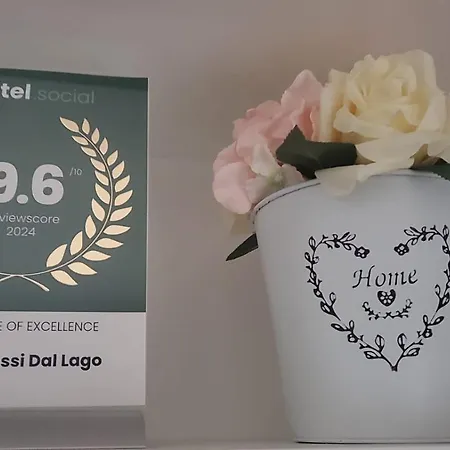 tel.social
9.6 /10
viewscore
2024
E OF EXCELLENCE
ssi Dal Lago
Home